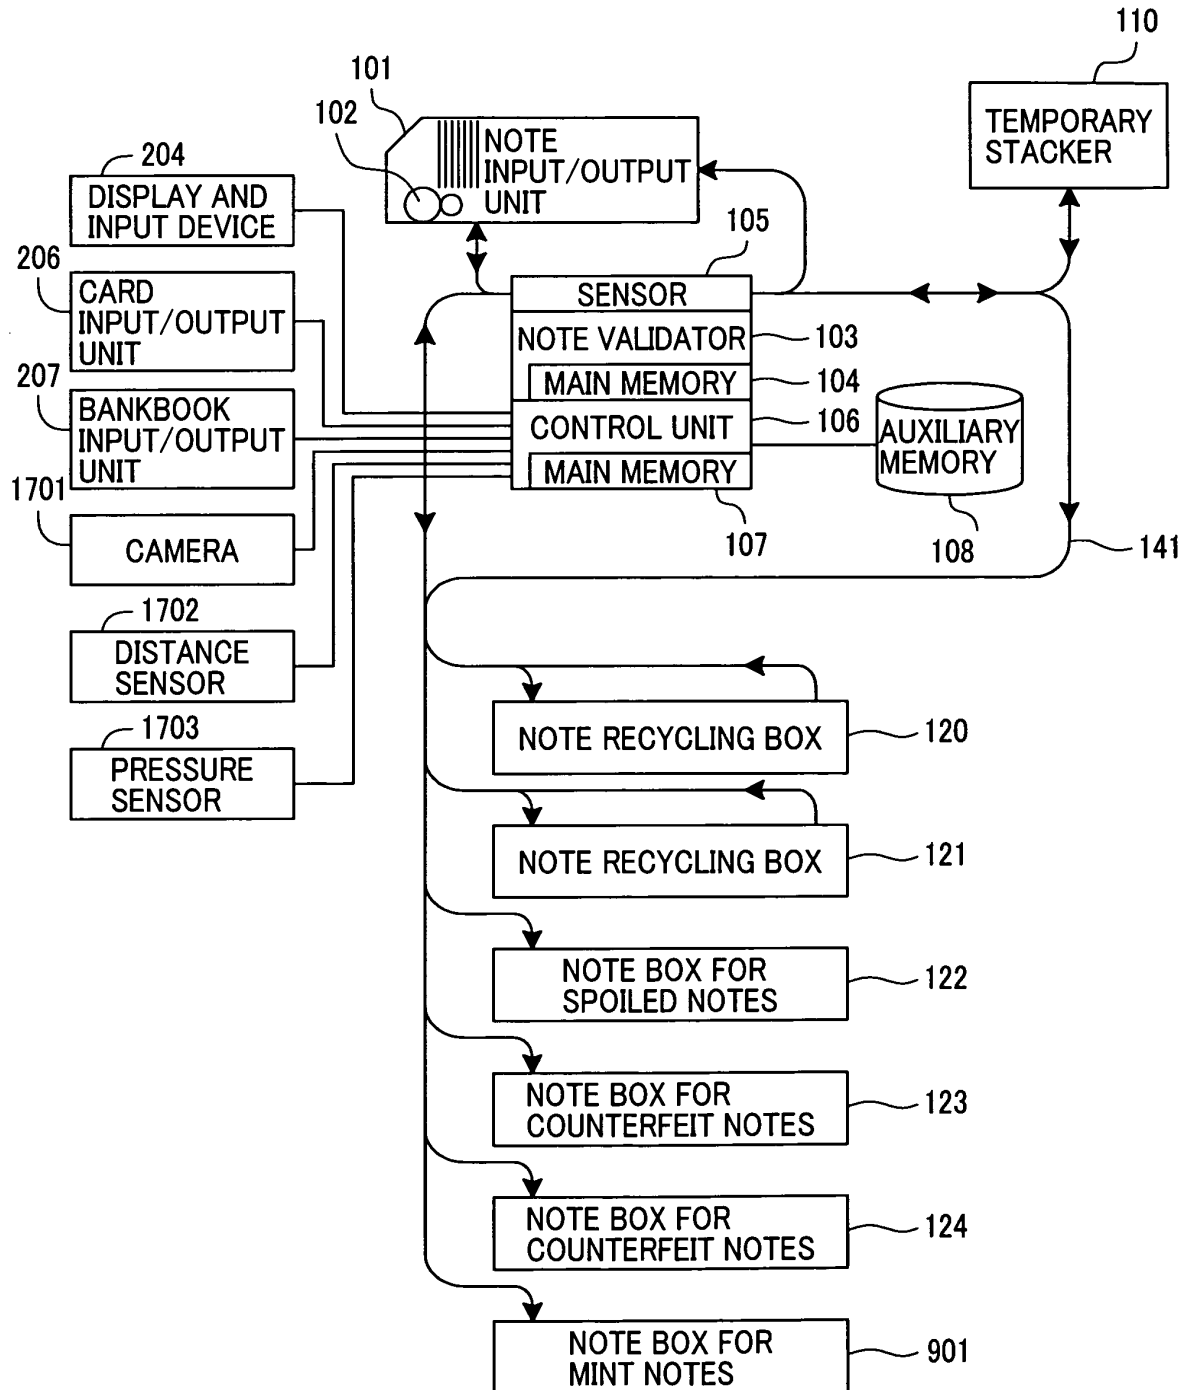 110
101
102
NOTE
INPUT/OUTPUT
UNIT
TEMPORARY
STACKER
204
DISPLAY AND
INPUT DEVICE
105
206
CARD
INPUT/OUTPUT
UNIT
SENSOR
NOTE VALIDATOR
103
MAIN MEMORY
104
207
BANKBOOK
INPUT/OUTPUT
UNIT
CONTROL UNIT
106
MAIN MEMORY
107
AUXILIARY
MEMORY
108
141
1701
CAMERA
1702
DISTANCE
SENSOR
1703
PRESSURE
SENSOR
NOTE RECYCLING BOX
120
NOTE RECYCLING BOX
121
NOTE BOX FOR
SPOILED NOTES
122
NOTE BOX FOR
COUNTERFEIT NOTES
123
NOTE BOX FOR
COUNTERFEIT NOTES
124
NOTE BOX FOR
MINT NOTES
901